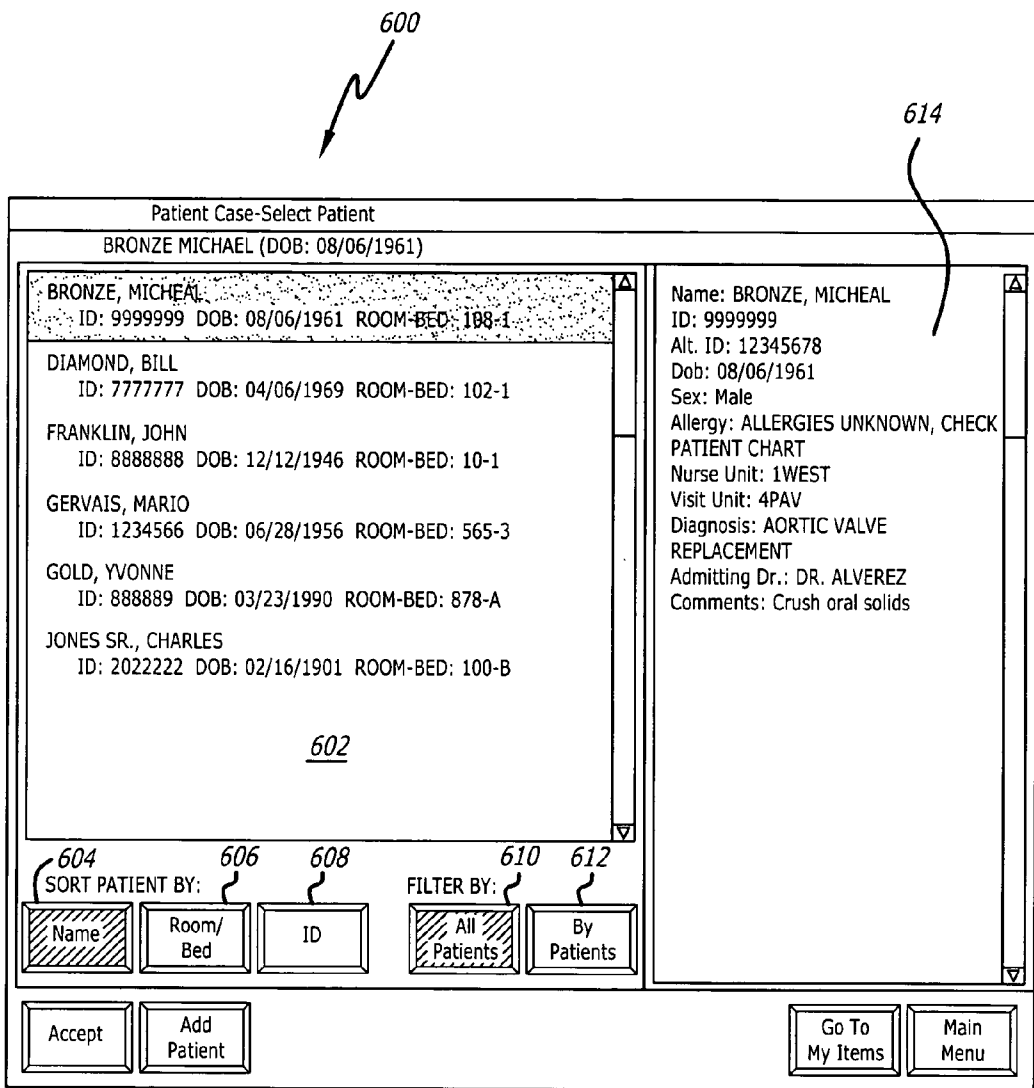 600
614
Patient Case-Select Patient
BRONZE MICHAEL (DOB: 08/06/1961)
BRONZE, MICHEAL
ID: 9999999 DOB: 08/06/1961 ROOM-BED: 108-1
DIAMOND, BILL
ID: 7777777 DOB: 04/06/1969 ROOM-BED: 102-1
FRANKLIN, JOHN
ID: 8888888 DOB: 12/12/1946 ROOM-BED: 10-1
GERVAIS, MARIO
ID: 1234566 DOB: 06/28/1956 ROOM-BED: 565-3
GOLD, YVONNE
ID: 888889 DOB: 03/23/1990 ROOM-BED: 878-A
JONES SR., CHARLES
ID: 2022222 DOB: 02/16/1901 ROOM-BED: 100-B
602
Name: BRONZE, MICHEAL
ID: 9999999
Alt. ID: 12345678
Dob: 08/06/1961
Sex: Male
Allergy: ALLERGIES UNKNOWN, CHECK
PATIENT CHART
Nurse Unit: 1WEST
Visit Unit: 4PAV
Diagnosis: AORTIC VALVE
REPLACEMENT
Admitting Dr.: DR. ALVEREZ
Comments: Crush oral solids
604 606 608 610 612
SORT PATIENT BY: FILTER BY:
Name
Room/
Bed
ID
All
Patients
By
Patients
Accept
Add
Patient
Go To
My Items
Main
Menu